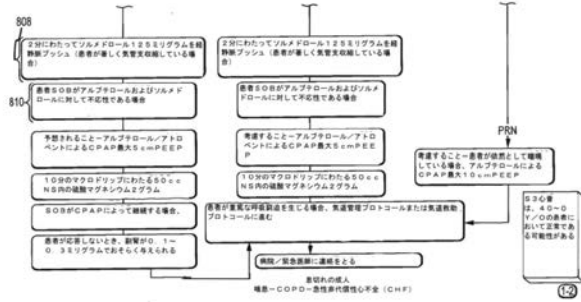 808
2分にわたってソルメドロール125ミリグラムを経
静脈プッシュ(患者が著しく気管支収縮している場
合)
810
患者SOBがアルブテロールおよびソルメド
ロールに対して不応性である場合
予想されること-アルブテロール/アトロ
ベントによるCPAP最大5cmPEEP
10分のマクロドリップにわたる50cc
NS内の硫酸マグネシウム2グラム
SOBがCPAPによって継続する場合、
患者が応答しないとき、副腎が0.1~
0.3ミリグラムでおそらく与えられる
2分にわたってソルメドロール125ミリグラムを経
静脈プッシュ(患者が著しく気管支収縮している場
合)
患者SOBがアルブテロールおよびソルメ
ドロールに対して不応性である場合
考慮すること-アルブテロール/アトロ
ベントによるCPAP最大5cmPEE
P
10分のマクロドリップにわたる50cc
NS内の硫酸マグネシウム2グラム
患者が重篤な呼吸窮迫を生じる場合、気道管理プロトコールまたは気道救助
プロトコールに進む
病院/緊急医師に連絡をとる
PRN
考慮すること-患者が依然として喘鳴
している場合、アルブテロールによる
CPAP最大10cmPEEP
S3心音
は、40~0
Y/Oの患者に
おいて正常であ
る可能性がある
息切れの成人
喘息-COPD-急性非代償性心不全(CHF)
1-2